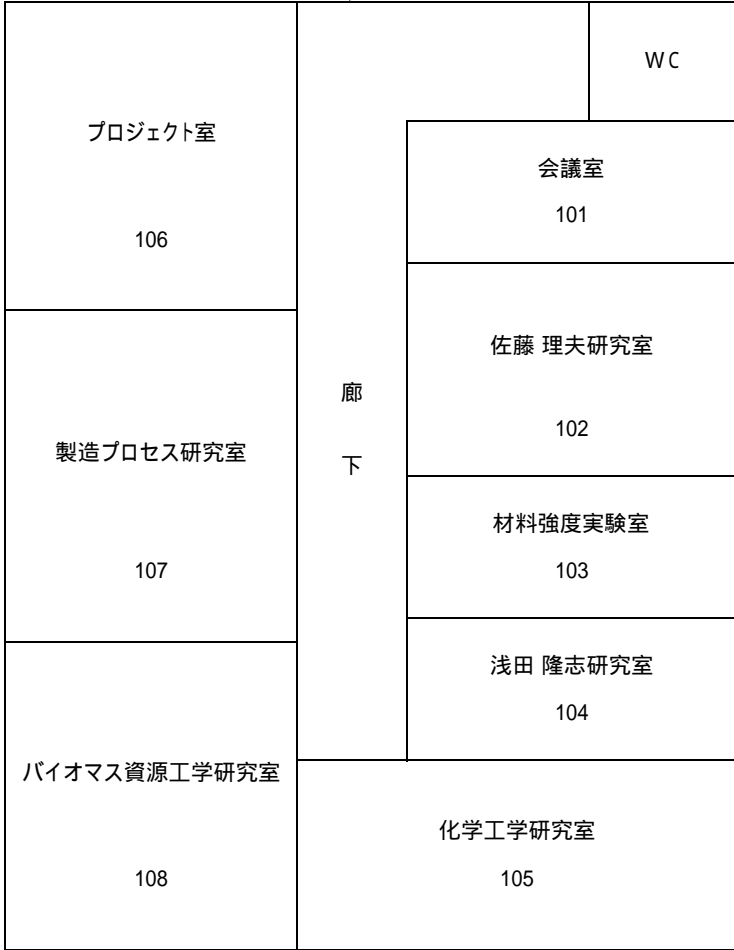 WC
プロジェクト室
106
会議室
101
佐藤 理夫研究室
102
廊
下
製造プロセス研究室
107
材料強度実験室
103
浅田 隆志研究室
104
バイオマス資源工学研究室
108
化学工学研究室
105